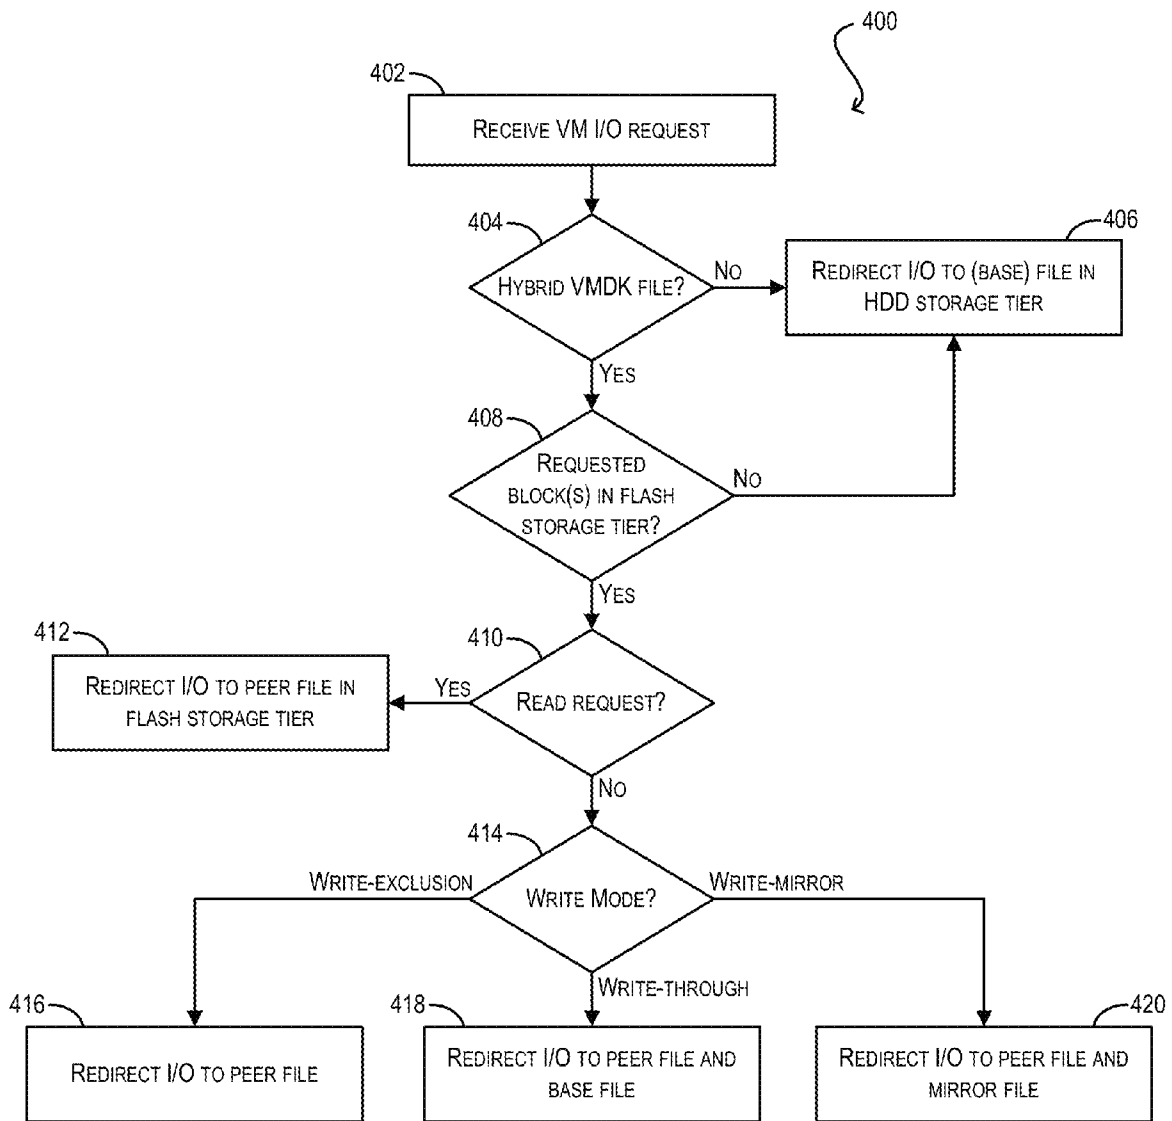 400
402
RECEIVE VM I/O REQUEST
404
HYBRID VMDK FILE?
NO
406
REDIRECT I/O TO (BASE) FILE IN
HDD STORAGE TIER
YES
408
REQUESTED
BLOCK(S) IN FLASH
STORAGE TIER?
NO
YES
410
READ REQUEST?
YES
412
REDIRECT I/O TO PEER FILE IN
FLASH STORAGE TIER
NO
414
WRITE MODE?
WRITE-EXCLUSION
WRITE-MIRROR
WRITE-THROUGH
416
REDIRECT I/O TO PEER FILE
418
REDIRECT I/O TO PEER FILE AND
BASE FILE
420
REDIRECT I/O TO PEER FILE AND
MIRROR FILE